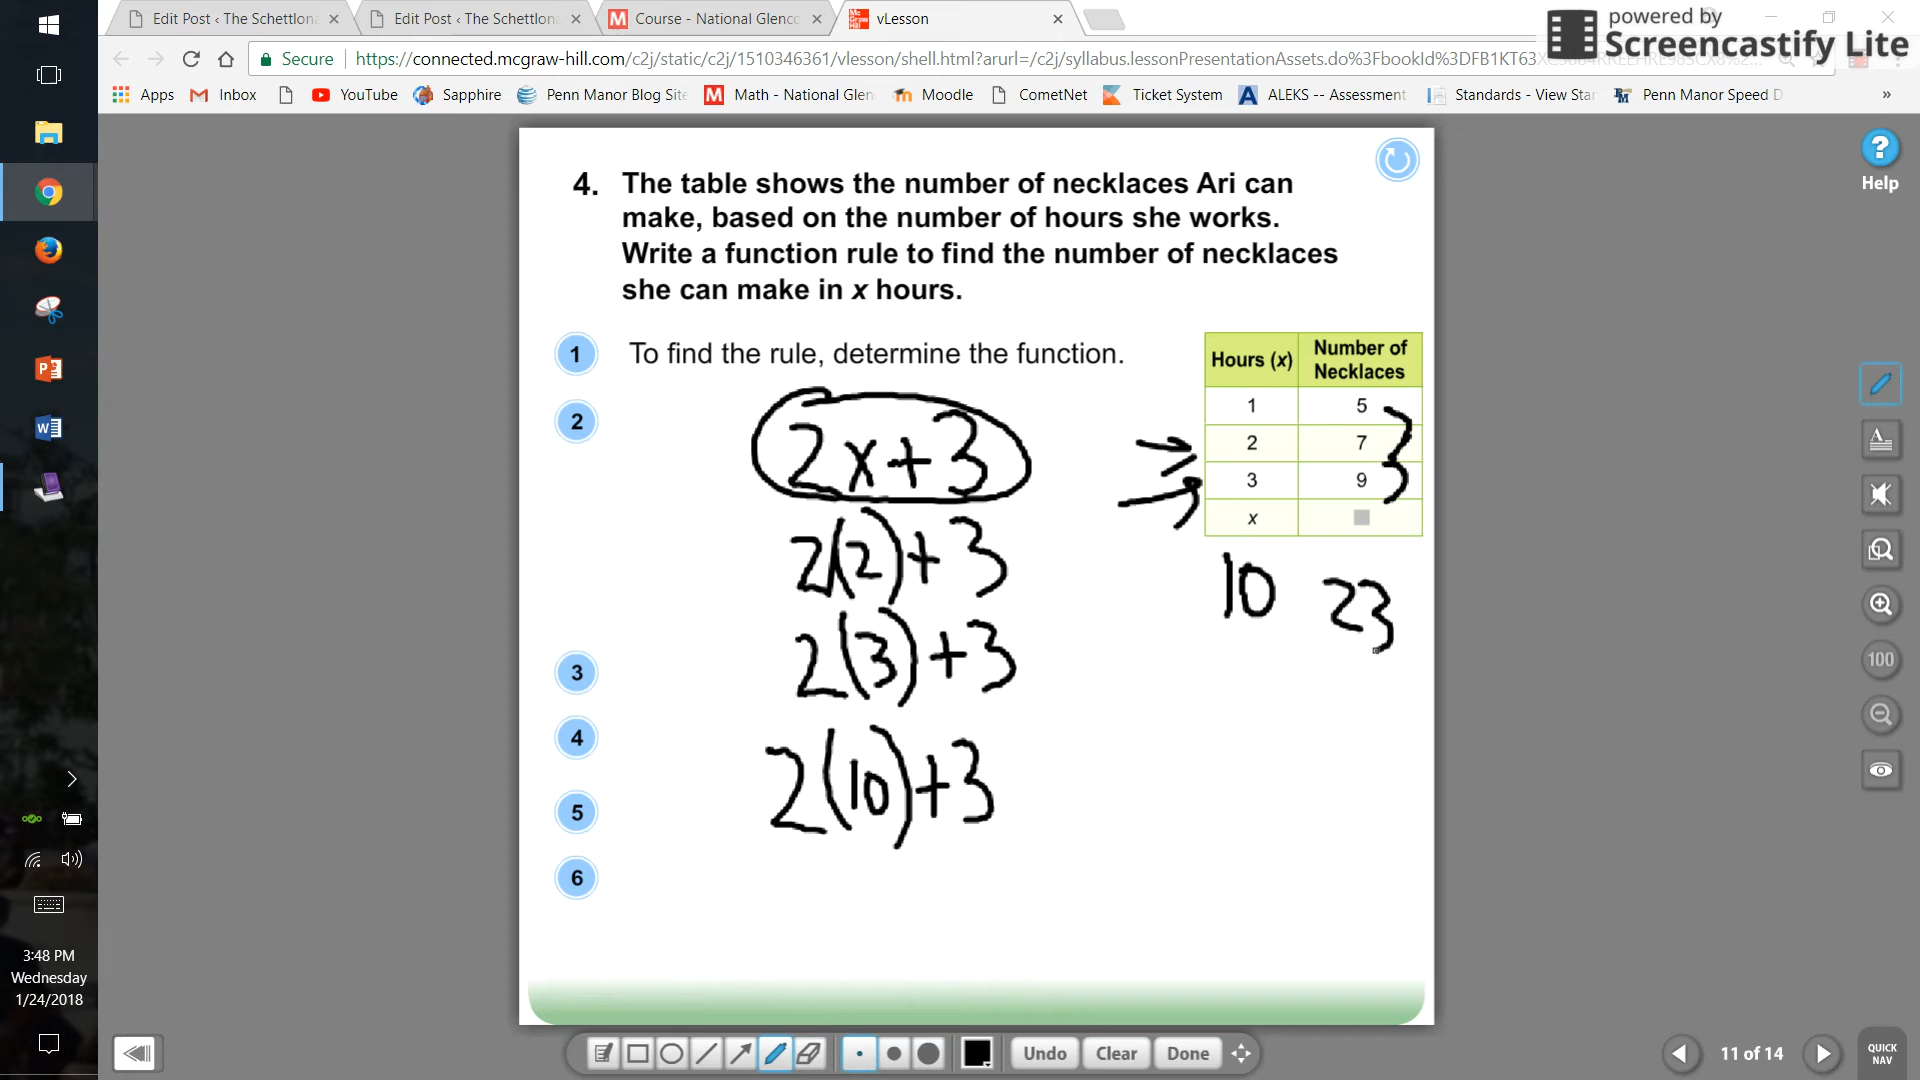 Edit Post ‹ The Schettlon
Edit Post ‹ The Schettlon
Course - National Glenc
vLesson
powered by
Screencastify Lite
Secure
https://connected.mcgraw-hill.com/c2j/static/c2j/1510346361/vlesson/shell.html?arurl=/c2j/syllabus.lessonPresentationAssets.do%3FbookId%3DFB1KT63
Apps
Inbox
YouTube
Sapphire
Penn Manor Blog Site
Math - National Glen
Moodle
CometNet
Ticket System
ALEKS -- Assessment
Standards - View Star
Penn Manor Speed D
»
Help
4. The table shows the number of necklaces Ari can
make, based on the number of hours she works.
Write a function rule to find the number of necklaces
she can make in x hours.
1 To find the rule, determine the function.
Hours (x) Number of Necklaces
1 5
2 7
3 9
x
10 23
2
2x+3
2(2)+3
3
2(3)+3
4
2(10)+3
5
6
100
3:48 PM
Wednesday
1/24/2018
Undo
Clear
Done
11 of 14
QUICK
NAV